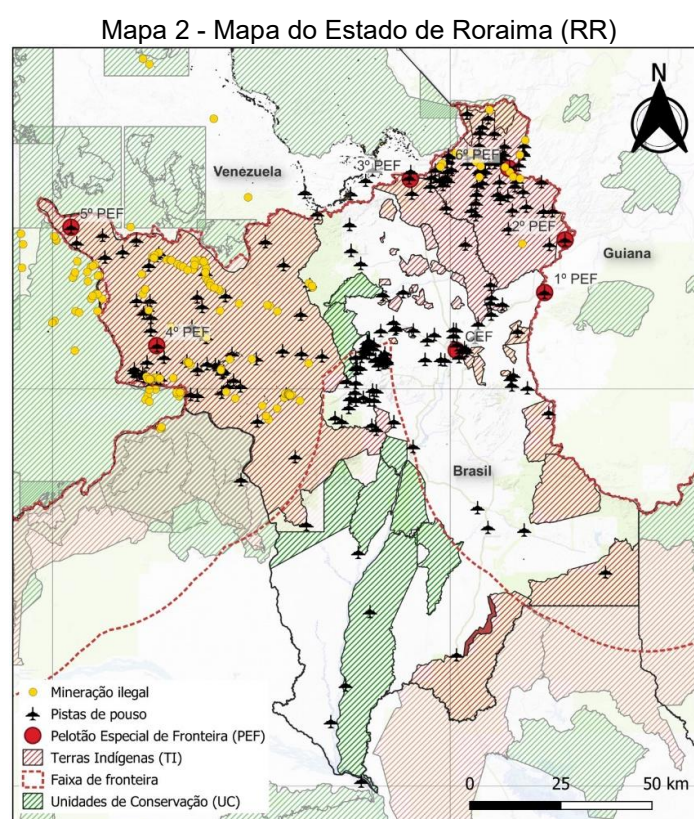 Mapa 2 - Mapa do Estado de Roraima (RR)
N
Venezuela
3º PEF
6º PEF
5º PEF
2º PEF
Guiana
1º PEF
4º PEF
CEF
Brasil
Mineração ilegal
Pistas de pouso
Pelotão Especial de Fronteira (PEF)
Terras Indígenas (TI)
Faixa de fronteira
Unidades de Conservação (UC)
0 25 50 km